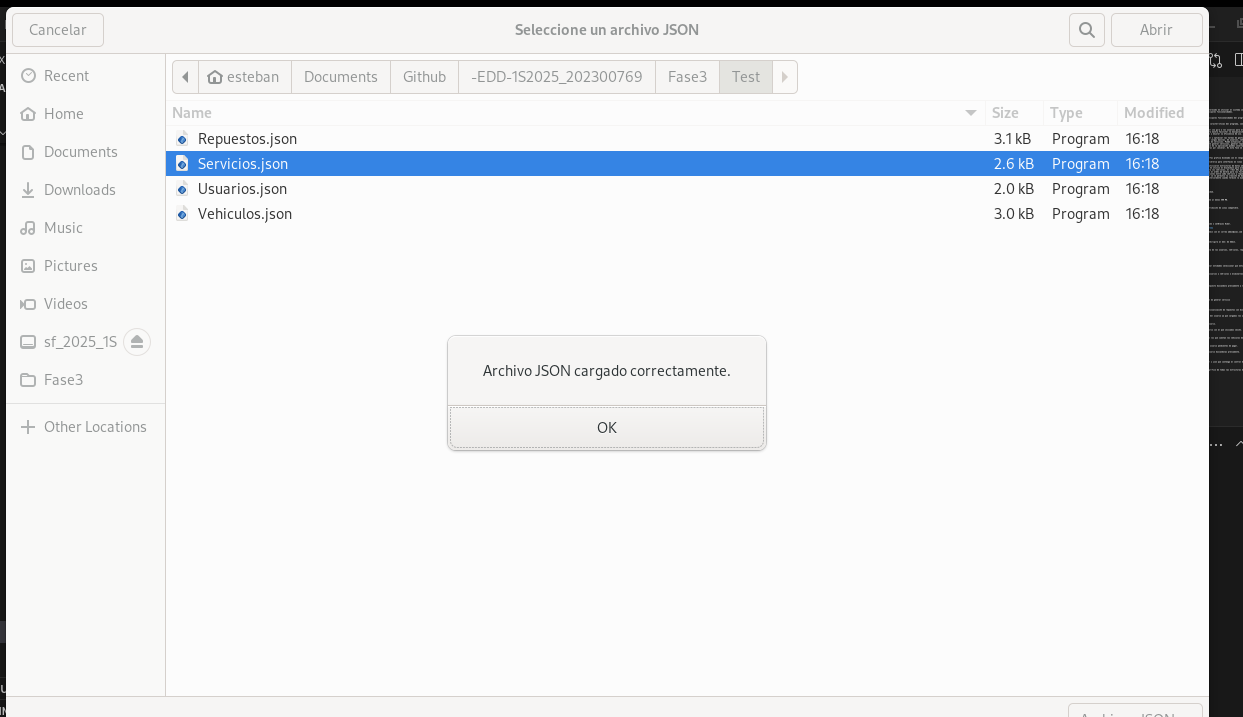 Cancelar Seleccione un archivo JSON Abrir
Recent
Home
Documents
Downloads
Music
Pictures
Videos
sf_2025_1S
Fase3
Other Locations
esteban Documents Github -EDD-1S2025_202300769 Fase3 Test
Name Size Type Modified
Repuestos.json 3.1 kB Program 16:18
Servicios.json 2.6 kB Program 16:18
Usuarios.json 2.0 kB Program 16:18
Vehiculos.json 3.0 kB Program 16:18
Archivo JSON cargado correctamente.
OK